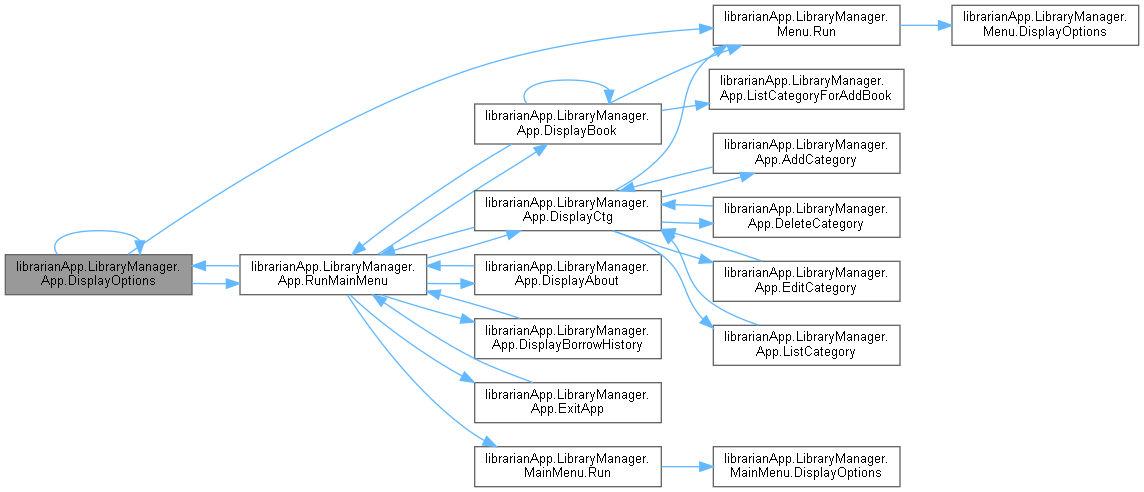 librarianApp.LibraryManager.
Menu.Run
librarianApp.LibraryManager.
Menu.DisplayOptions
librarianApp.LibraryManager.
App.ListCategoryForAddBook
librarianApp.LibraryManager.
App.DisplayBook
librarianApp.LibraryManager.
App.AddCategory
librarianApp.LibraryManager.
App.DisplayCtg
librarianApp.LibraryManager.
App.DeleteCategory
librarianApp.LibraryManager.
App.DisplayOptions
librarianApp.LibraryManager.
App.RunMainMenu
librarianApp.LibraryManager.
App.DisplayAbout
librarianApp.LibraryManager.
App.EditCategory
librarianApp.LibraryManager.
App.DisplayBorrowHistory
librarianApp.LibraryManager.
App.ListCategory
librarianApp.LibraryManager.
App.ExitApp
librarianApp.LibraryManager.
MainMenu.Run
librarianApp.LibraryManager.
MainMenu.DisplayOptions